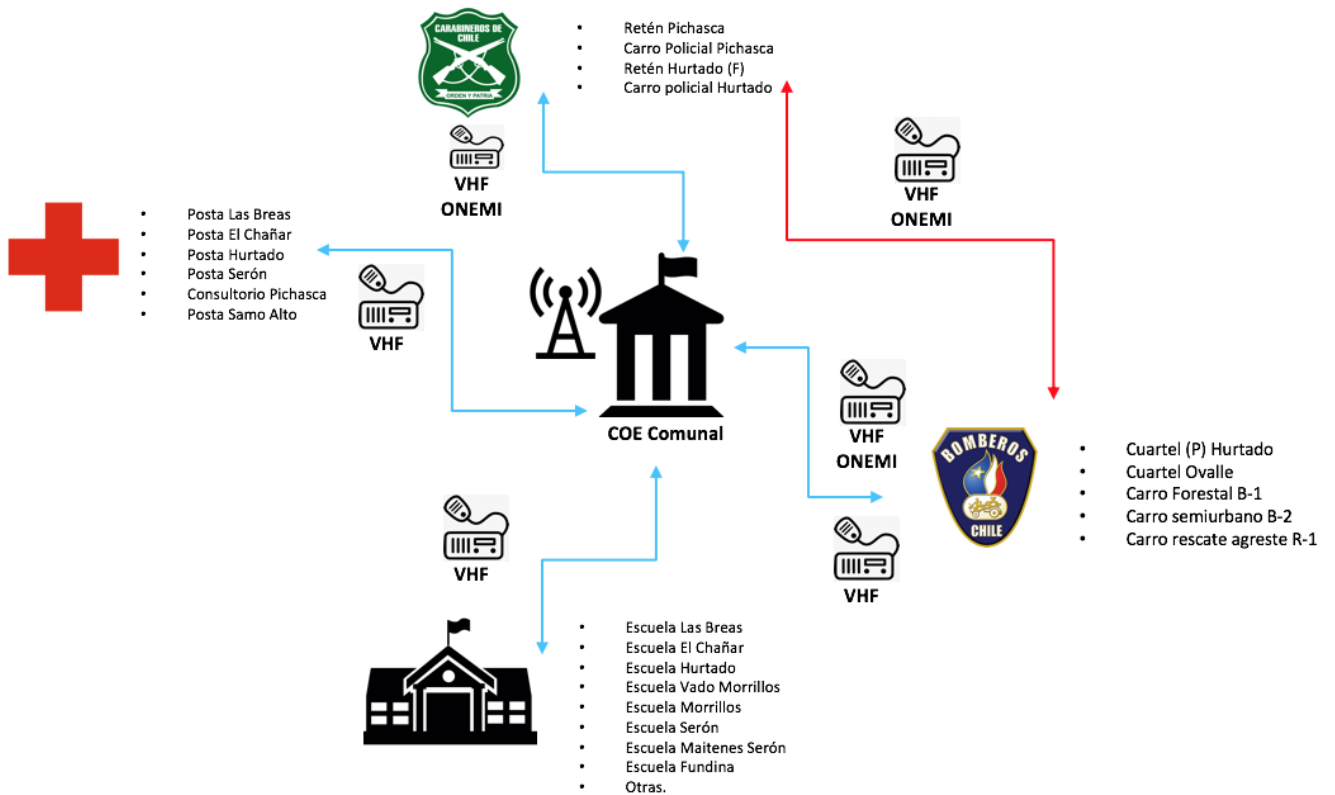 CARABINEROS DE
CHILE
ORDEN Y PATRIA
• Retén Pichasca
• Carro Policial Pichasca
• Retén Hurtado (F)
• Carro policial Hurtado
VHF
ONEMI
VHF
ONEMI
• Posta Las Breas
• Posta El Chañar
• Posta Hurtado
• Posta Serón
• Consultorio Pichasca
• Posta Samo Alto
VHF
COE Comunal
VHF
ONEMI
BOMBEROS
CHILE
• Cuartel (P) Hurtado
• Cuartel Ovalle
• Carro Forestal B-1
• Carro semiurbano B-2
• Carro rescate agreste R-1
VHF
VHF
• Escuela Las Breas
• Escuela El Chañar
• Escuela Hurtado
• Escuela Vado Morrillos
• Escuela Morrillos
• Escuela Serón
• Escuela Maitenes Serón
• Escuela Fundina
• Otras.